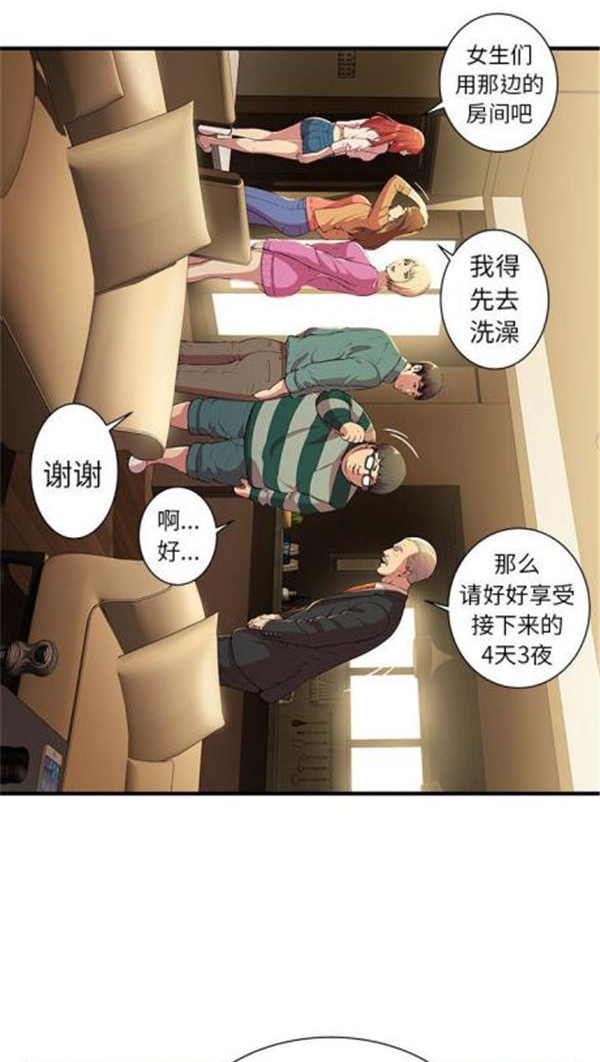 女生们
用那边的
房间吧
我得
先去
洗澡
谢谢
啊...
好...
那么
请好好享受
接下来的
4天3夜